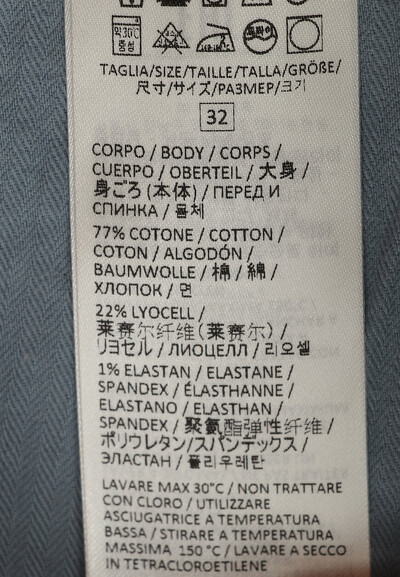 약30℃
중성
드라이
TAGLIA/SIZE/TAILLE/TALLA/GRÖßE/
尺寸/サイズ/РАЗМЕР/크기
32
CORPO / BODY / CORPS /
CUERPO / OBERTEIL / 大身 /
身ごろ (本体) / ПЕРЕД И
СПИНКА / 몸체
77% COTONE / COTTON /
COTON / ALGODÓN /
BAUMWOLLE / 棉 / 綿 /
ХЛОПОК / 면
22% LYOCELL /
莱赛尔纤维(莱赛尔) /
リヨセル / ЛИОЦЕЛЛ / 리오셀
1% ELASTAN / ELASTANE /
SPANDEX / ÉLASTHANNE /
ELASTANO / ELASTHAN /
SPANDEX / 聚氨酯弹性纤维 /
ポリウレタン/スパンデックス /
ЭЛАСТАН / 폴리우레탄
LAVARE MAX 30°C / NON TRATTARE
CON CLORO / UTILIZZARE
ASCIUGATRICE A TEMPERATURA
BASSA / STIRARE A TEMPERATURA
MASSIMA 150 °C / LAVARE A SECCO
IN TETRACLOROETILENE